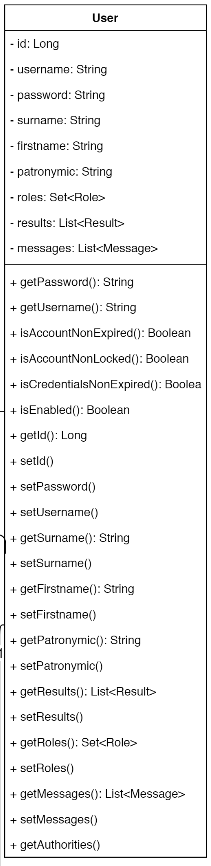 User
- id: Long
- username: String
- password: String
- surname: String
- firstname: String
- patronymic: String
- roles: Set<Role>
- results: List<Result>
- messages: List<Message>
+ getPassword(): String
+ getUsername(): String
+ isAccountNonExpired(): Boolean
+ isAccountNonLocked(): Boolean
+ isCredentialsNonExpired(): Boolea
+ isEnabled(): Boolean
+ getId(): Long
+ setId()
+ setPassword()
+ setUsername()
+ getSurname(): String
+ setSurname()
+ getFirstname(): String
+ setFirstname()
+ getPatronymic(): String
+ setPatronymic()
+ getResults(): List<Result>
+ setResults()
+ getRoles(): Set<Role>
+ setRoles()
+ getMessages(): List<Message>
+ setMessages()
+ getAuthorities()